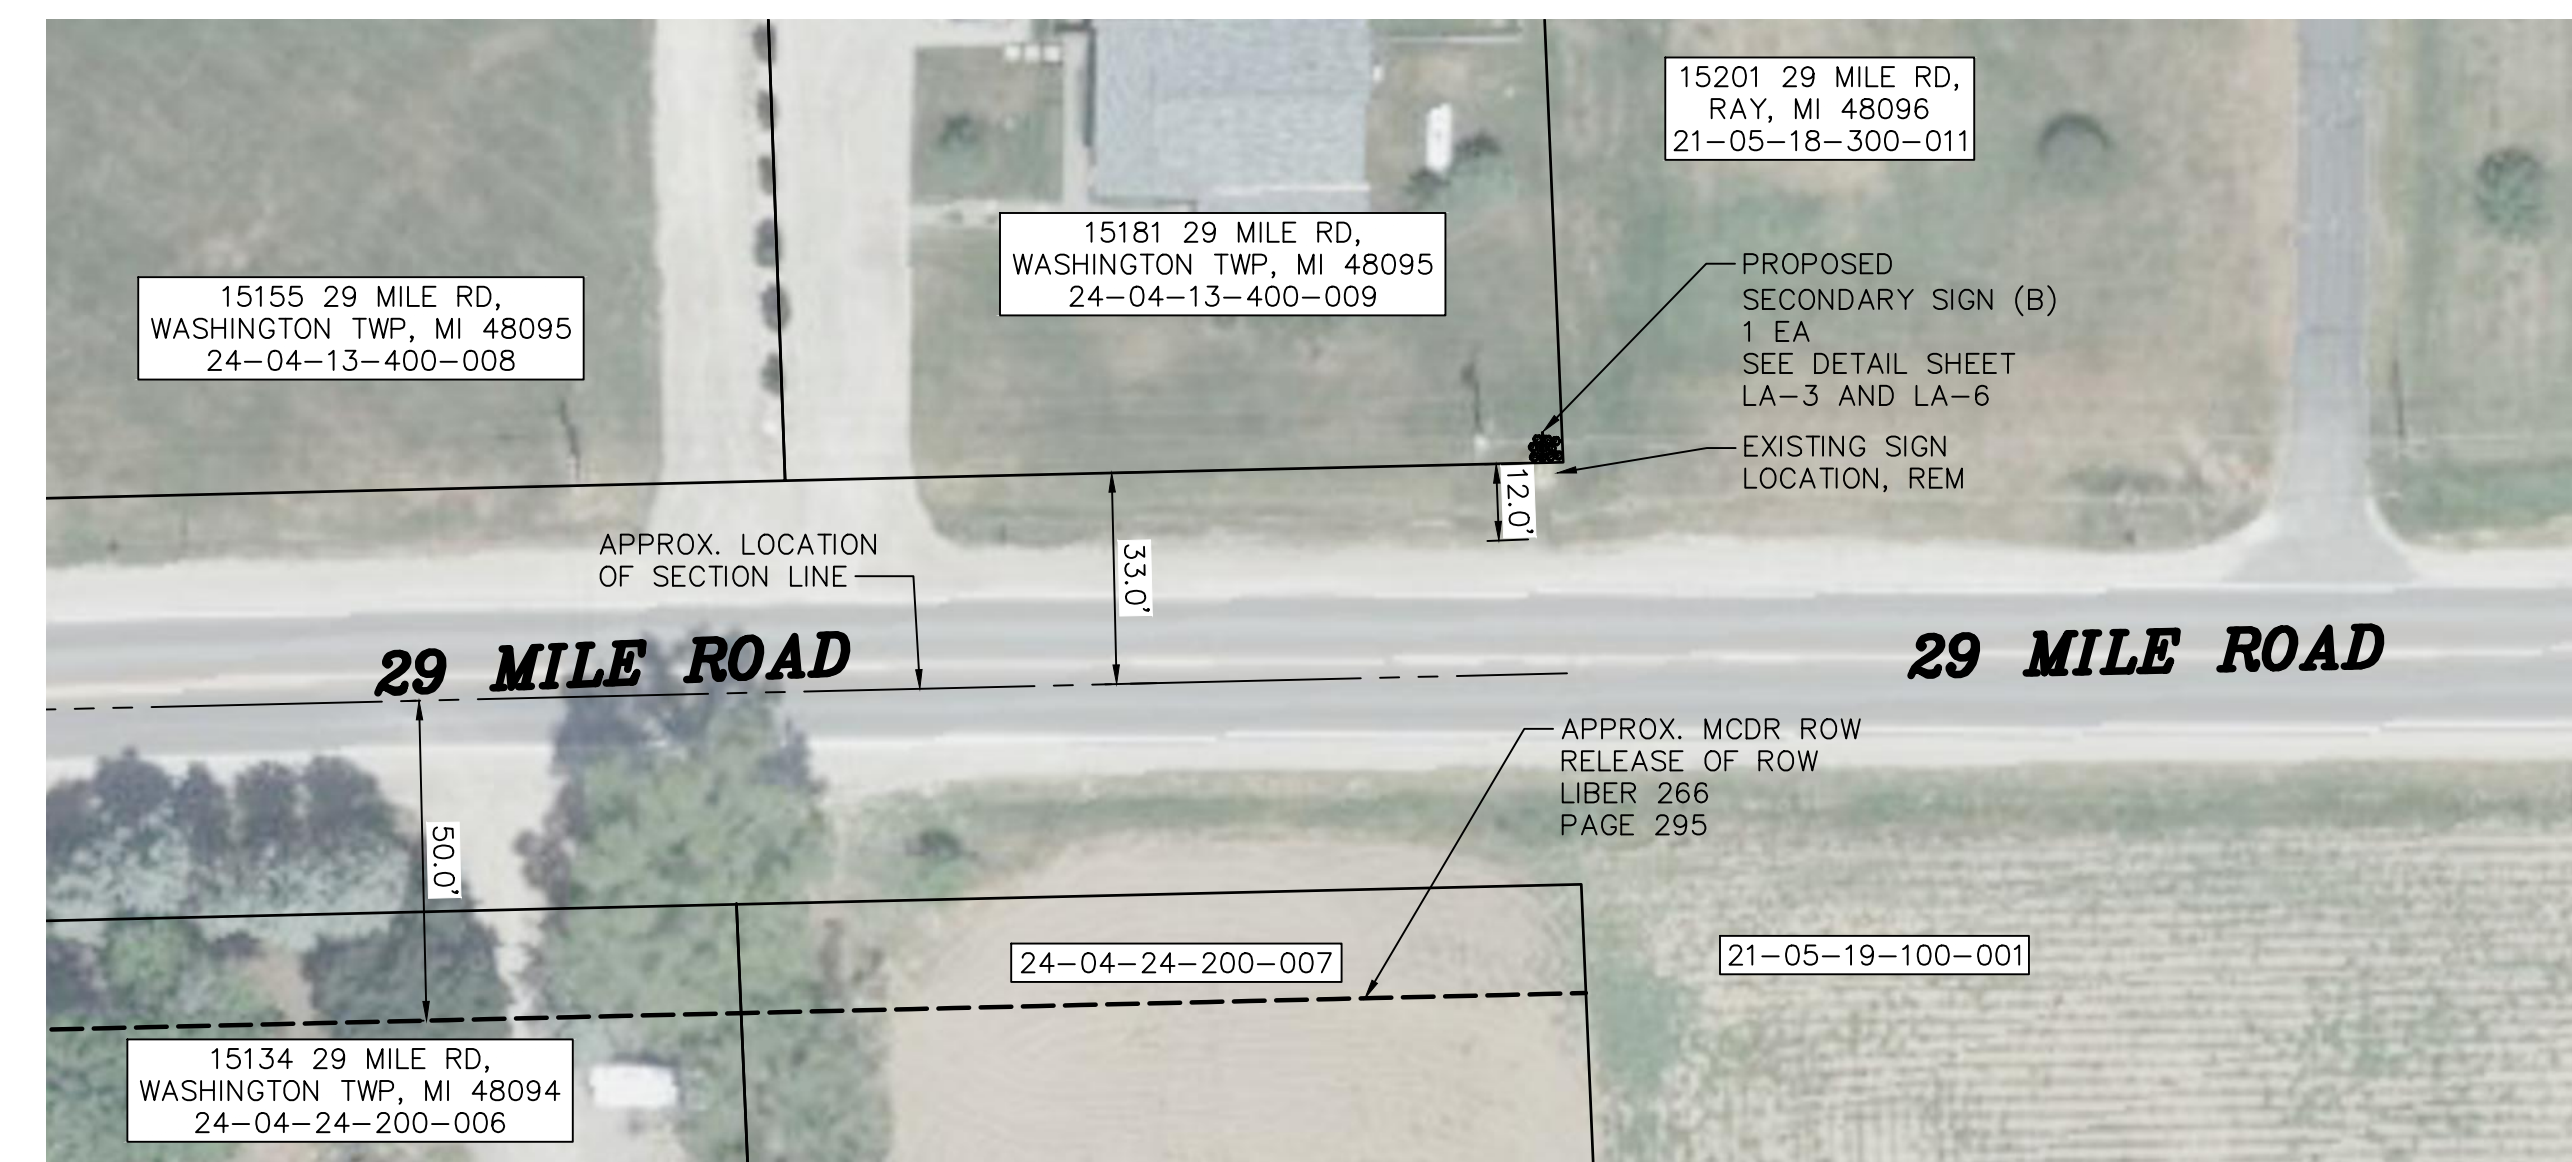 15201 29 MILE RD,
RAY, MI 48096
21-05-18-300-011
15181 29 MILE RD,
WASHINGTON TWP, MI 48095
24-04-13-400-009
15155 29 MILE RD,
WASHINGTON TWP, MI 48095
24-04-13-400-008
PROPOSED
SECONDARY SIGN (B)
1 EA
SEE DETAIL SHEET
LA-3 AND LA-6
EXISTING SIGN
LOCATION, REM
12.0'
APPROX. LOCATION
OF SECTION LINE
33.0'
29 MILE ROAD
29 MILE ROAD
APPROX. MCDR ROW
RELEASE OF ROW
LIBER 266
PAGE 295
50.0'
24-04-24-200-007
21-05-19-100-001
15134 29 MILE RD,
WASHINGTON TWP, MI 48094
24-04-24-200-006